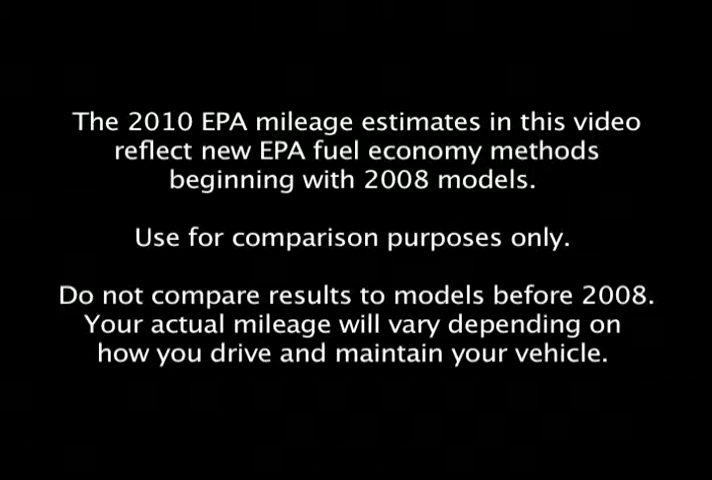 The 2010 EPA mileage estimates in this video
reflect new EPA fuel economy methods
beginning with 2008 models.
Use for comparison purposes only.
Do not compare results to models before 2008.
Your actual mileage will vary depending on
how you drive and maintain your vehicle.